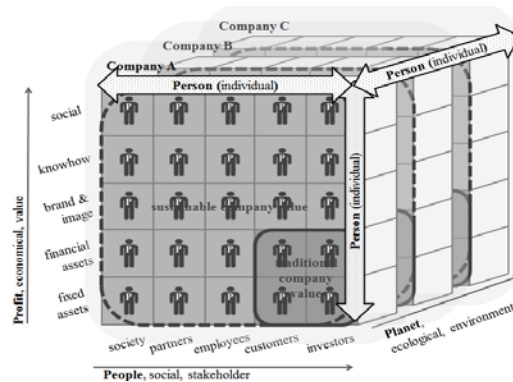 Company C
Company B
Company A
Person (individual)
Person (individual)
Person (individual)
Profit, economical, value
social
knowhow
brand &
image
financial
assets
fixed
assets
P P P P P
P P P P P
P P P P P
sustainable company value
P P P P P
traditional
company
value
P P P P P
society partners employees customers investors
People, social, stakeholder
Planet,
ecological, environment